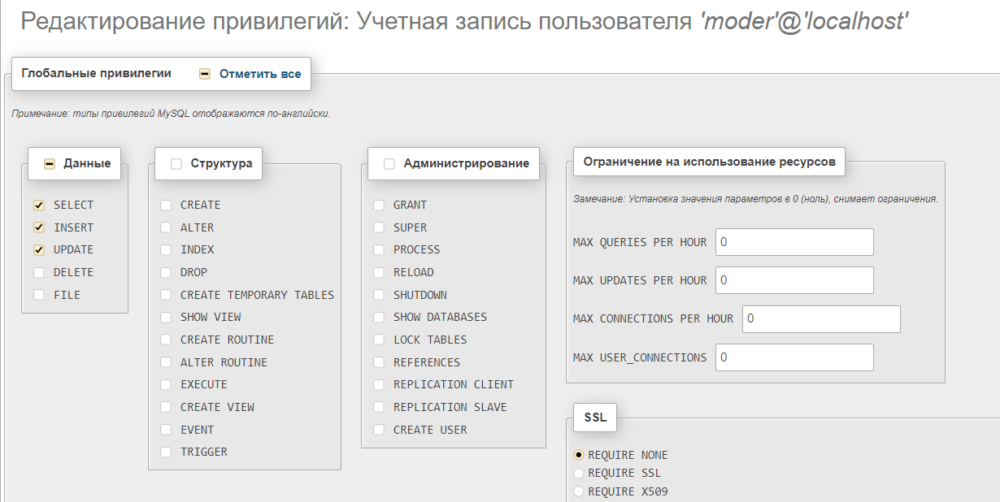 Редактирование привилегий: Учетная запись пользователя 'moder'@'localhost'
Глобальные привилегии Отметить все
Примечание: типы привилегий MySQL отображаются по-английски.
Данные
SELECT
INSERT
UPDATE
DELETE
FILE
Структура
CREATE
ALTER
INDEX
DROP
CREATE TEMPORARY TABLES
SHOW VIEW
CREATE ROUTINE
ALTER ROUTINE
EXECUTE
CREATE VIEW
EVENT
TRIGGER
Администрирование
GRANT
SUPER
PROCESS
RELOAD
SHUTDOWN
SHOW DATABASES
LOCK TABLES
REFERENCES
REPLICATION CLIENT
REPLICATION SLAVE
CREATE USER
Ограничение на использование ресурсов
Замечание: Установка значения параметров в 0 (ноль), снимает ограничения.
MAX QUERIES PER HOUR 0
MAX UPDATES PER HOUR 0
MAX CONNECTIONS PER HOUR 0
MAX USER_CONNECTIONS 0
SSL
REQUIRE NONE
REQUIRE SSL
REQUIRE X509